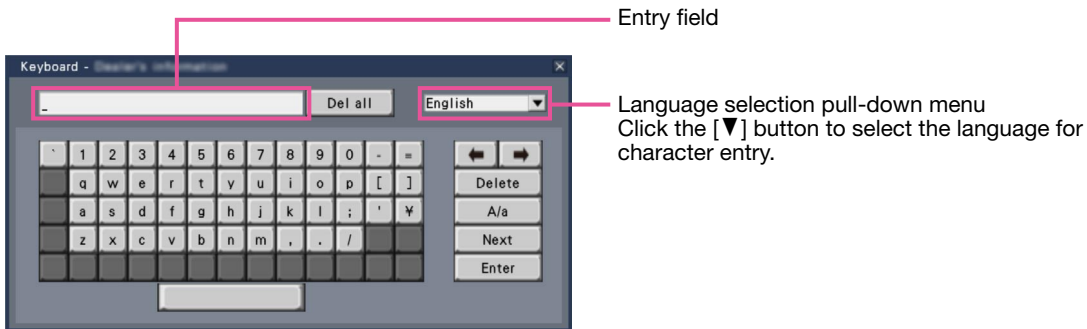 Entry field
Keyboard -
_ Del all English ▼
Language selection pull-down menu
Click the [▼] button to select the language for
character entry.
` 1 2 3 4 5 6 7 8 9 0 - = ← →
q w e r t y u i o p [ ] Delete
a s d f g h j k l ; ' ¥ A/a
z x c v b n m , . / Next
Enter